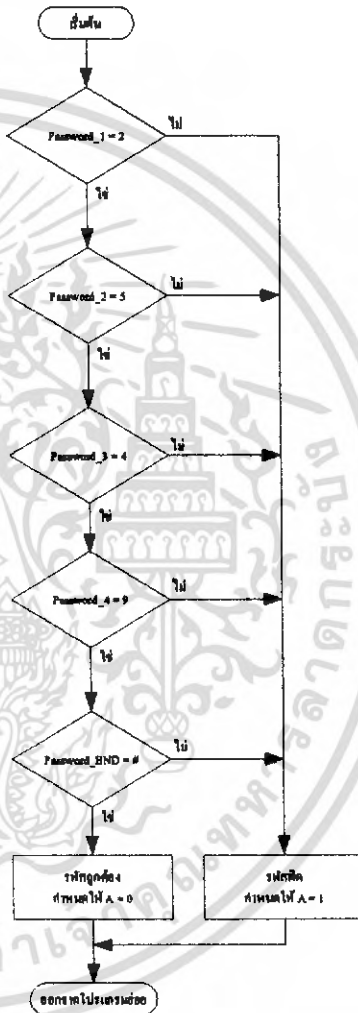 เริ่มต้น
Password_1 = 2
ไม่
ใช่
Password_2 = 5
ไม่
ใช่
Password_3 = 4
ไม่
ใช่
Password_4 = 9
ไม่
ใช่
Password_END = #
ไม่
ใช่
รหัสถูกต้อง
กำหนดให้ A = 0
รหัสผิด
กำหนดให้ A = 1
ออกจากโปรแกรมย่อย